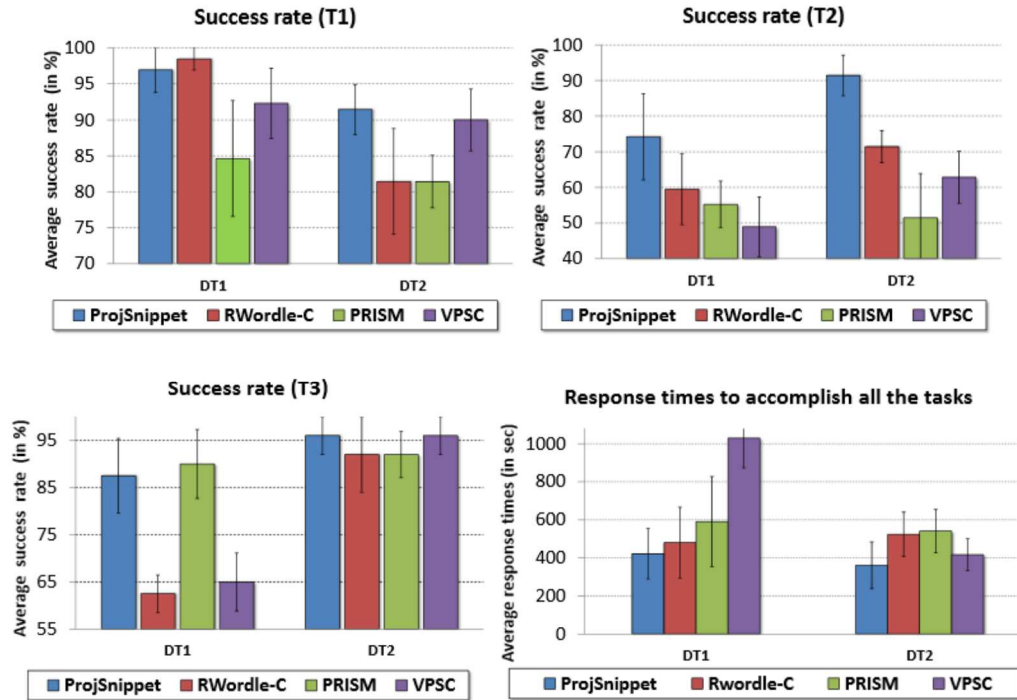 Success rate (T1)
Average success rate (in %)
100
95
90
85
80
75
70
DT1
DT2
ProjSnippet
RWordle-C
PRISM
VPSC
Success rate (T2)
Average success rate (in %)
100
90
80
70
60
50
40
DT1
DT2
ProjSnippet
RWordle-C
PRISM
VPSC
Success rate (T3)
Average success rate (in %)
95
85
75
65
55
DT1
DT2
ProjSnippet
RWordle-C
PRISM
VPSC
Response times to accomplish all the tasks
Average response times (in sec)
1000
800
600
400
200
0
DT1
DT2
ProjSnippet
Rwordle-C
PRISM
VPSC